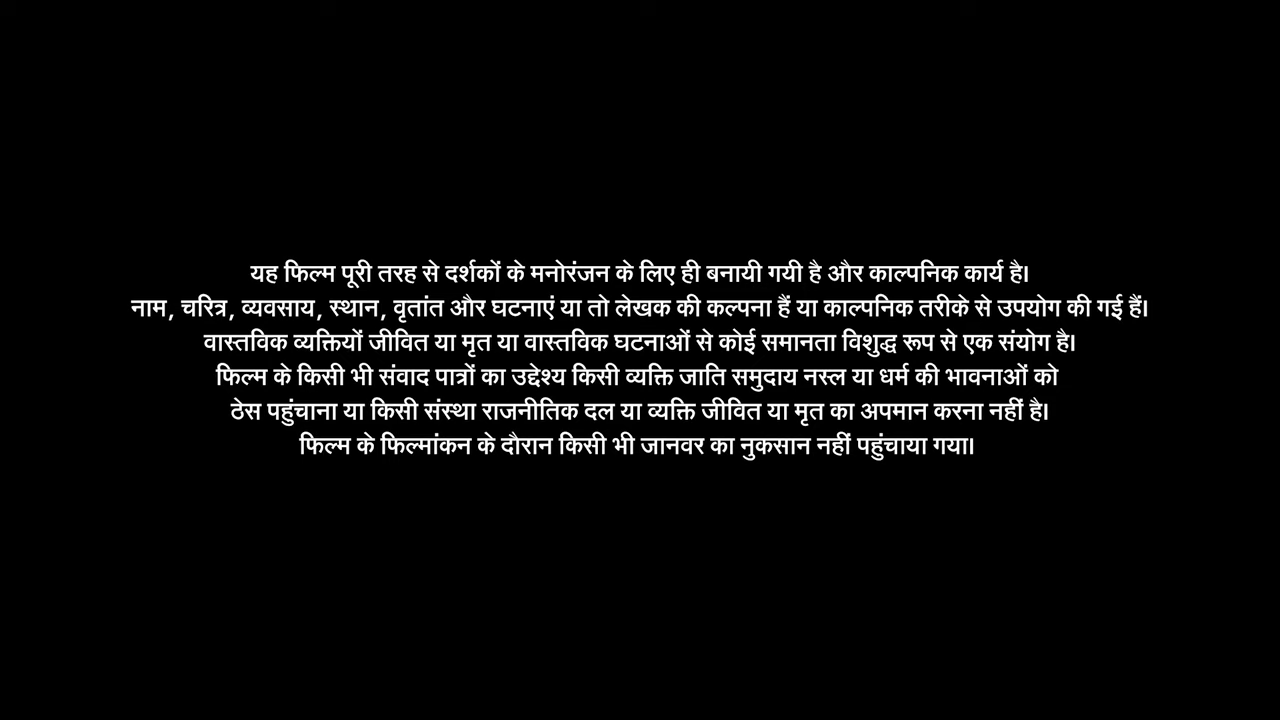 यह फिल्म पूरी तरह से दर्शकों के मनोरंजन के लिए ही बनायी गयी है और काल्पनिक कार्य है।
नाम, चरित्र, व्यवसाय, स्थान, वृतांत और घटनाएं या तो लेखक की कल्पना हैं या काल्पनिक तरीके से उपयोग की गई हैं।
वास्तविक व्यक्तियों जीवित या मृत या वास्तविक घटनाओं से कोई समानता विशुद्ध रूप से एक संयोग है।
फिल्म के किसी भी संवाद पात्रों का उद्देश्य किसी व्यक्ति जाति समुदाय नस्ल या धर्म की भावनाओं को
ठेस पहुंचाना या किसी संस्था राजनीतिक दल या व्यक्ति जीवित या मृत का अपमान करना नहीं है।
फिल्म के फिल्मांकन के दौरान किसी भी जानवर का नुकसान नहीं पहुंचाया गया।